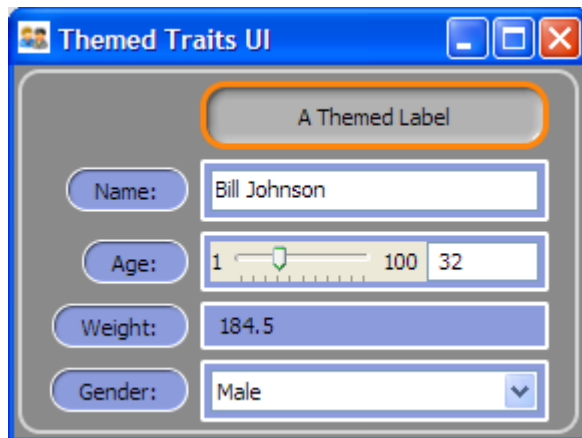 Themed Traits UI
A Themed Label
Name: Bill Johnson
Age: 1 100 32
Weight: 184.5
Gender: Male